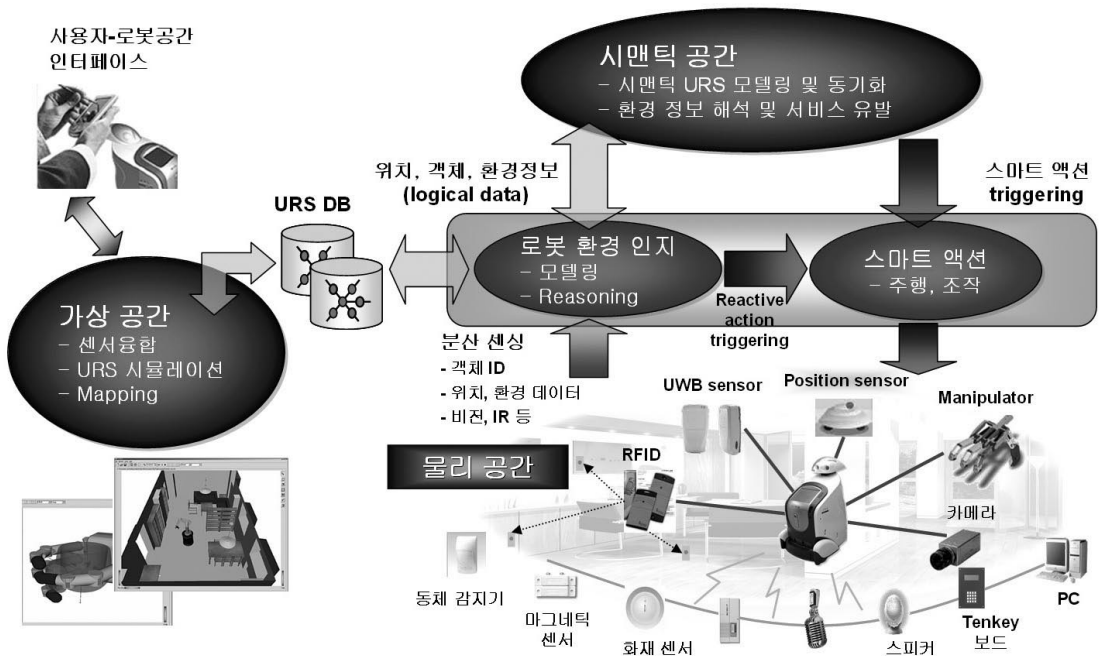 사용자-로봇공간
인터페이스
시맨틱 공간
– 시맨틱 URS 모델링 및 동기화
– 환경 정보 해석 및 서비스 유발
위치, 객체, 환경정보
(logical data)
스마트 액션
triggering
URS DB
로봇 환경 인지
– 모델링
– Reasoning
스마트 액션
– 주행, 조작
Reactive
action
triggering
가상 공간
– 센서융합
– URS 시뮬레이션
– Mapping
분산 센싱
- 객체 ID
- 위치, 환경 데이터
- 비전, IR 등
UWB sensor
Position sensor
Manipulator
물리 공간
RFID
카메라
동체 감지기
마그네틱
센서
화재 센서
스피커
Tenkey
보드
PC